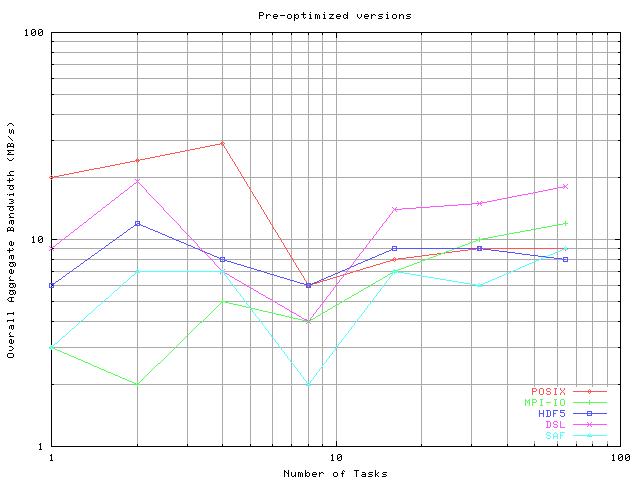 Pre-optimized versions
100
10
1
Overall Aggregate Bandwidth (MB/s)
1 10 100
Number of Tasks
POSIX
MPI-IO
HDF5
DSL
SAF